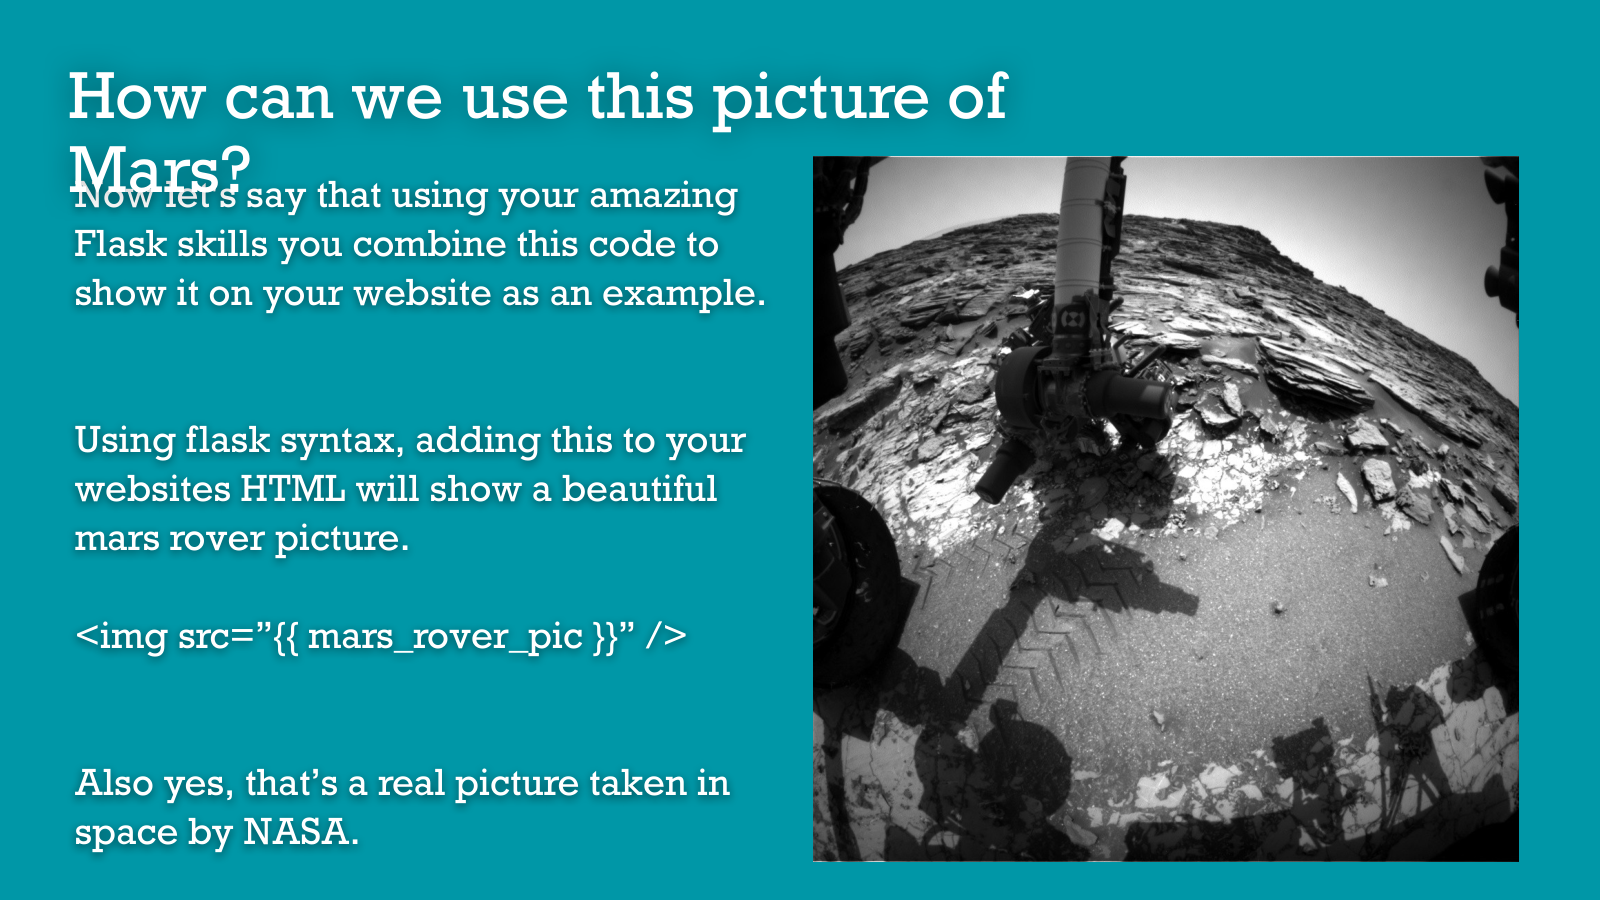 How can we use this picture of
Mars?
Now let's say that using your amazing
Flask skills you combine this code to
show it on your website as an example.
Using flask syntax, adding this to your
websites HTML will show a beautiful
mars rover picture.
<img src=”{{ mars_rover_pic }}” />
Also yes, that’s a real picture taken in
space by NASA.